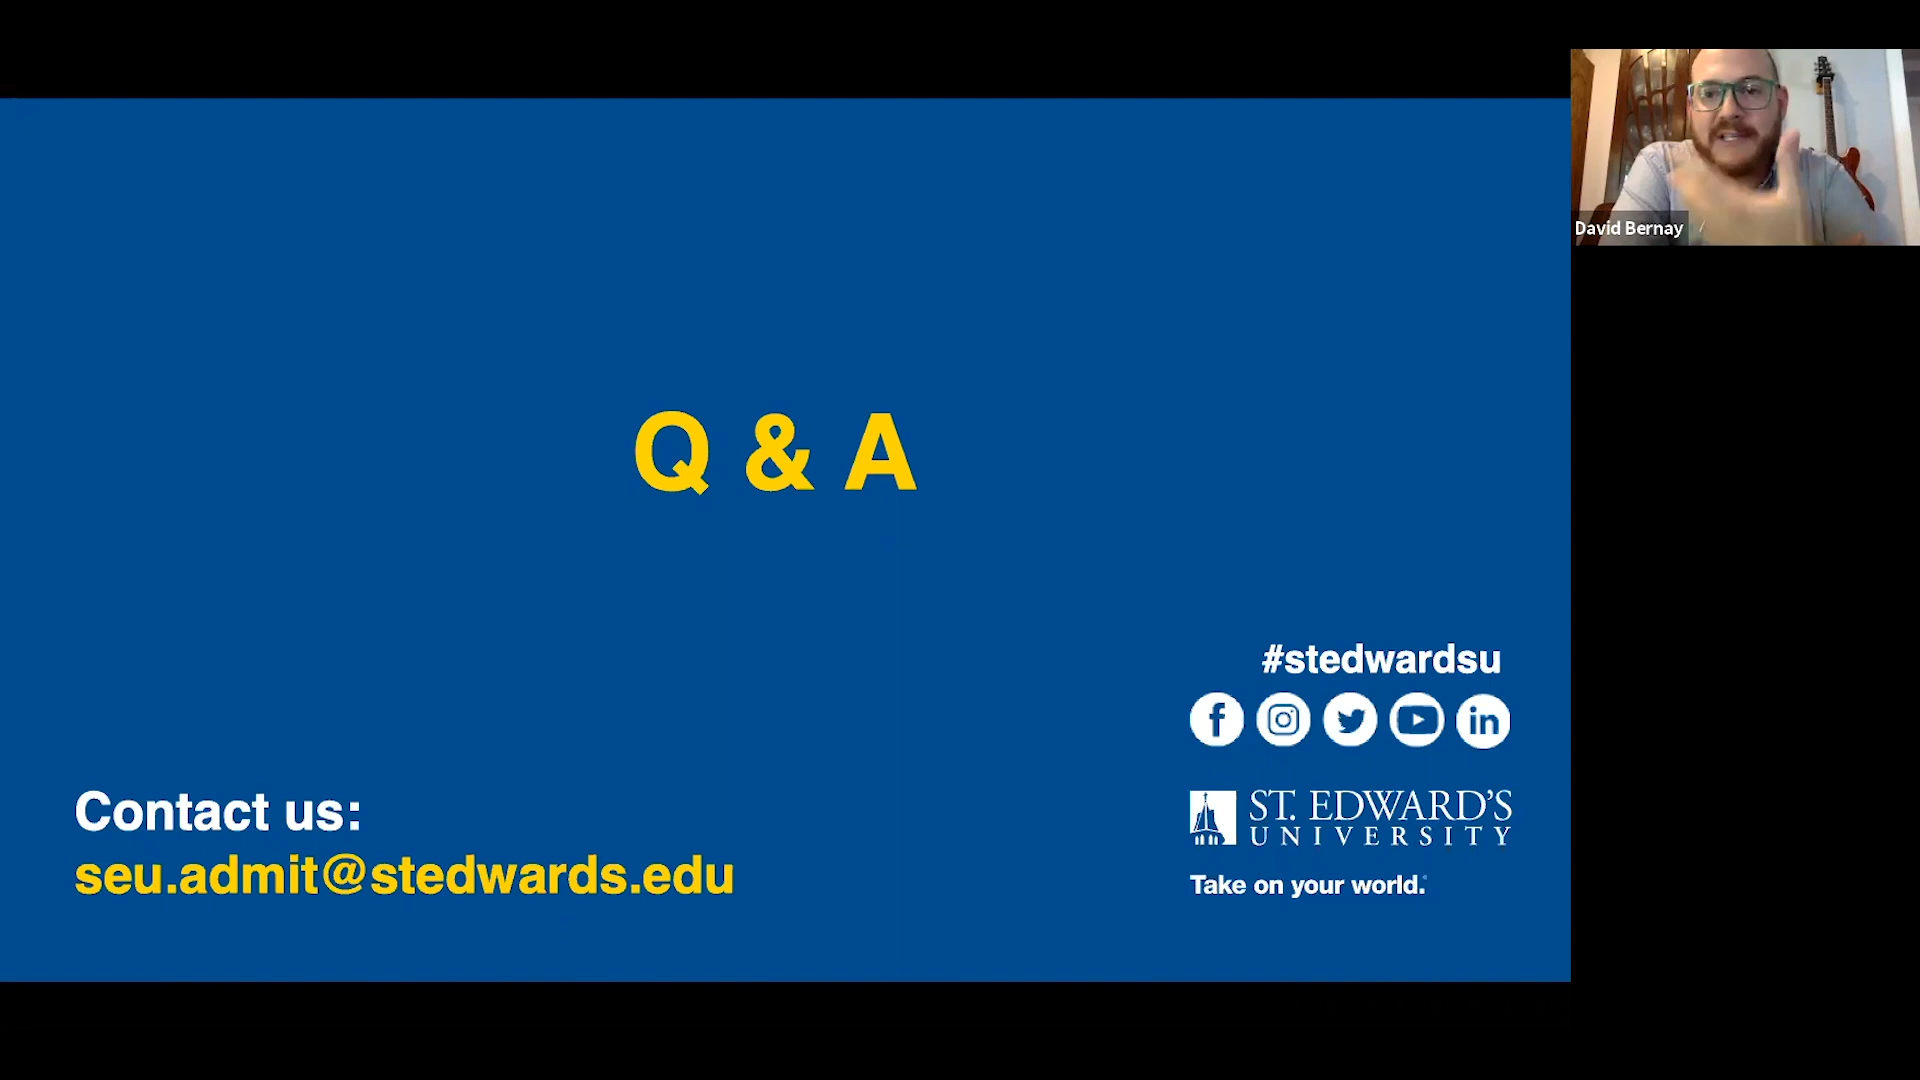 David Bernay
Q & A
#stedwardsu
Contact us:
seu.admit@stedwards.edu
ST. EDWARD'S
UNIVERSITY
Take on your world.